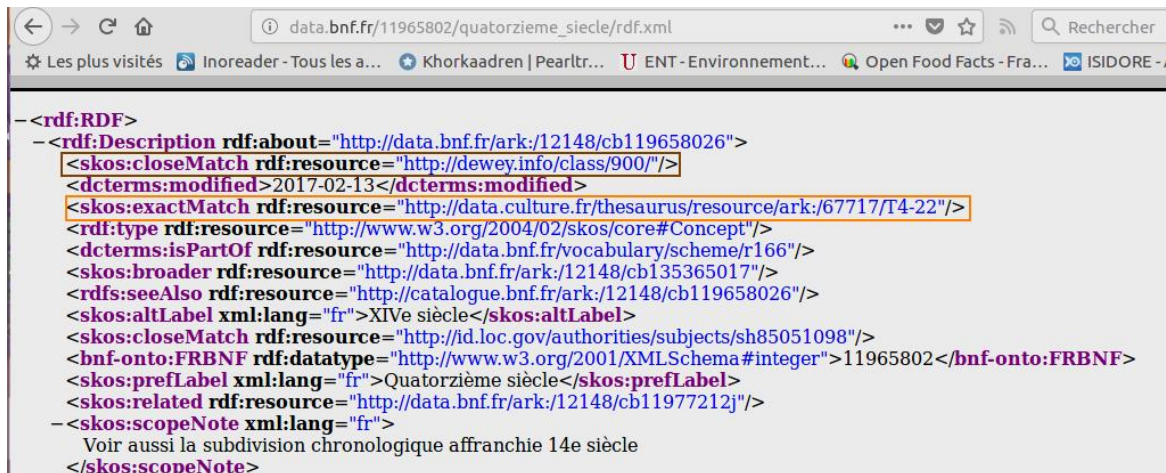 data.bnf.fr/11965802/quatorzieme_siecle/rdf.xml ... Rechercher
Les plus visités Inoreader - Tous les a... Khorkaadren | Pearltr... U ENT - Environnement... Open Food Facts - Fra... ISIDORE -
−<rdf:RDF>
−<rdf:Description rdf:about="http://data.bnf.fr/ark:/12148/cb119658026">
<skos:closeMatch rdf:resource="http://dewey.info/class/900/"/>
<dcterms:modified>2017-02-13</dcterms:modified>
<skos:exactMatch rdf:resource="http://data.culture.fr/thesaurus/resource/ark:/67717/T4-22"/>
<rdf:type rdf:resource="http://www.w3.org/2004/02/skos/core#Concept"/>
<dcterms:isPartOf rdf:resource="http://data.bnf.fr/vocabulary/scheme/r166"/>
<skos:broader rdf:resource="http://data.bnf.fr/ark:/12148/cb135365017"/>
<rdfs:seeAlso rdf:resource="http://catalogue.bnf.fr/ark:/12148/cb119658026"/>
<skos:altLabel xml:lang="fr">XIVe siècle</skos:altLabel>
<skos:closeMatch rdf:resource="http://id.loc.gov/authorities/subjects/sh85051098"/>
<bnf-onto:FRBNF rdf:datatype="http://www.w3.org/2001/XMLSchema#integer">11965802</bnf-onto:FRBNF>
<skos:prefLabel xml:lang="fr">Quatorzième siècle</skos:prefLabel>
<skos:related rdf:resource="http://data.bnf.fr/ark:/12148/cb11977212j"/>
−<skos:scopeNote xml:lang="fr">
Voir aussi la subdivision chronologique affranchie 14e siècle
</skos:scopeNote>